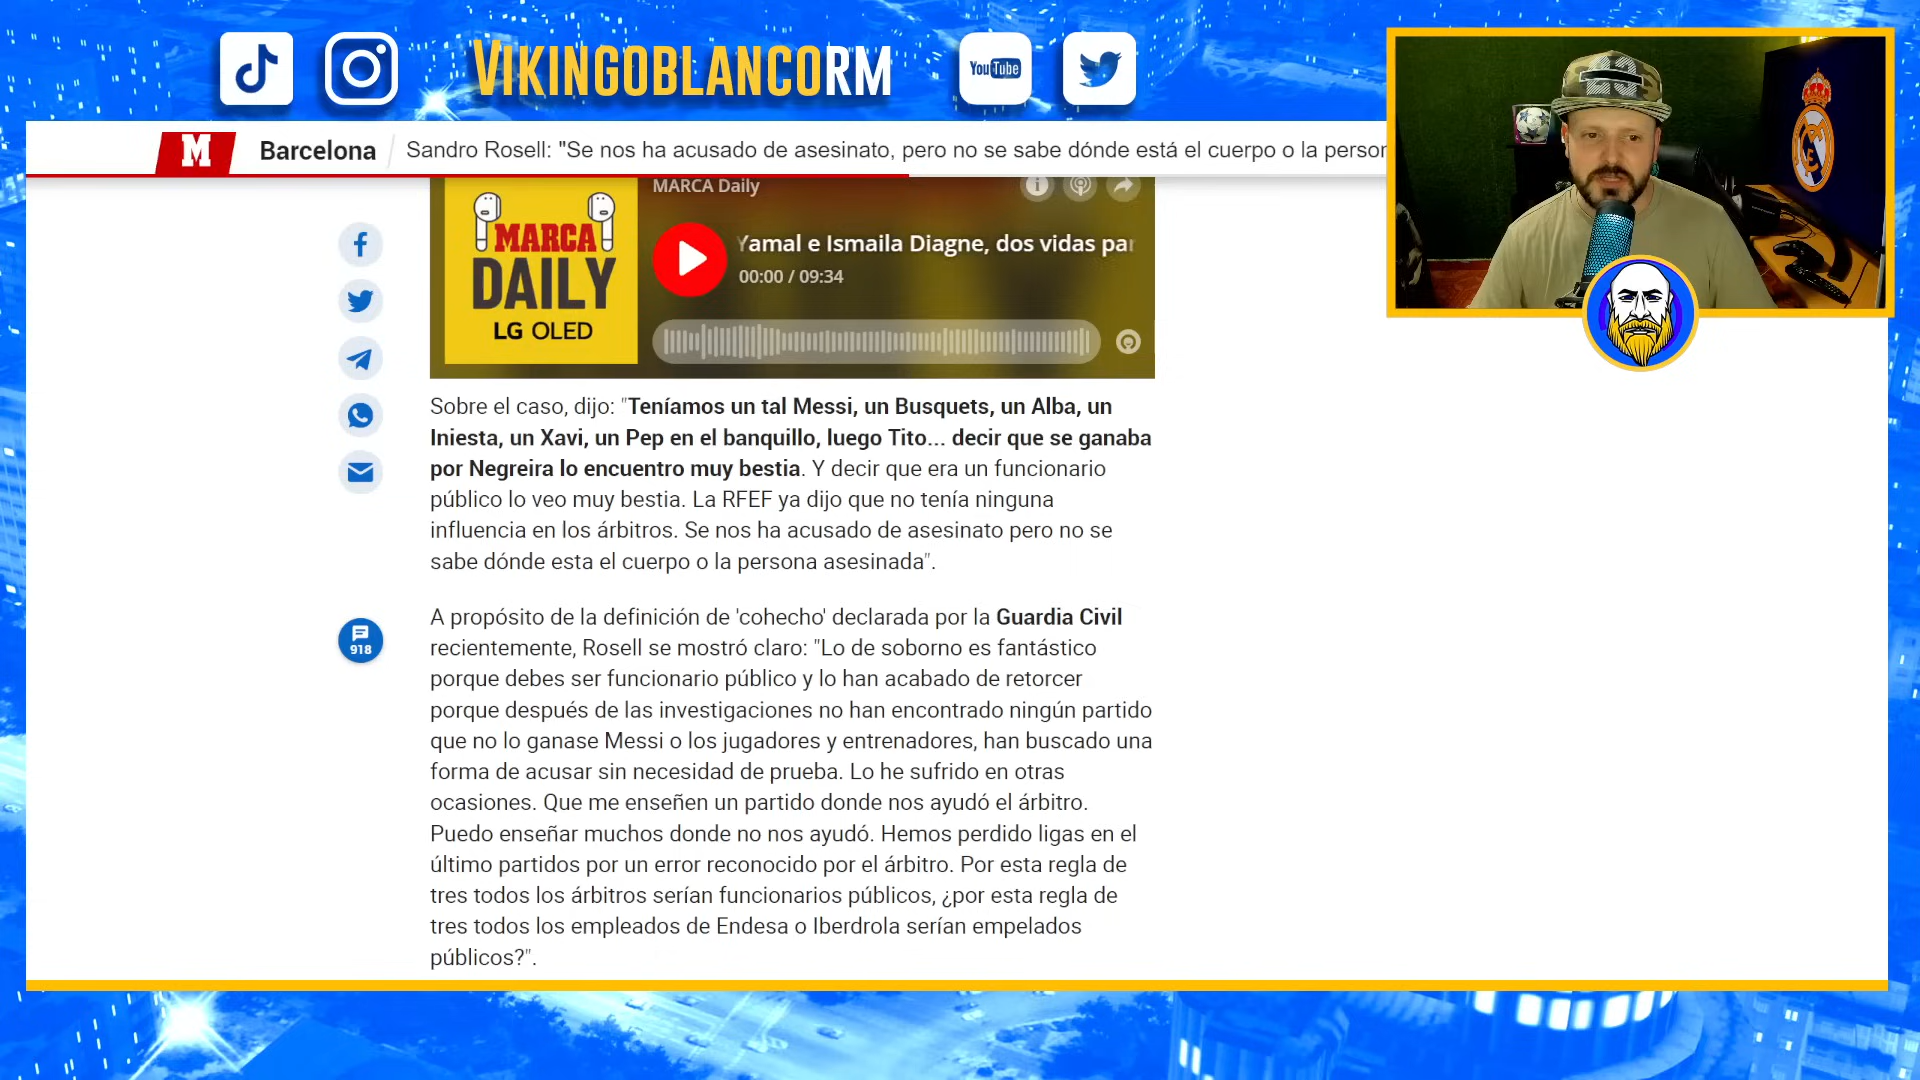 VIKINGOBLANCORM
YouTube
M
Barcelona
Sandro Rosell: "Se nos ha acusado de asesinato, pero no se sabe dónde está el cuerpo o la person
MARCA Daily
MARCA
DAILY
LG OLED
Yamal e Ismaila Diagne, dos vidas par
00:00 / 09:34
Sobre el caso, dijo: "Teníamos un tal Messi, un Busquets, un Alba, un
Iniesta, un Xavi, un Pep en el banquillo, luego Tito... decir que se ganaba
por Negreira lo encuentro muy bestia. Y decir que era un funcionario
público lo veo muy bestia. La RFEF ya dijo que no tenía ninguna
influencia en los árbitros. Se nos ha acusado de asesinato pero no se
sabe dónde esta el cuerpo o la persona asesinada".
918
A propósito de la definición de 'cohecho' declarada por la Guardia Civil
recientemente, Rosell se mostró claro: "Lo de soborno es fantástico
porque debes ser funcionario público y lo han acabado de retorcer
porque después de las investigaciones no han encontrado ningún partido
que no lo ganase Messi o los jugadores y entrenadores, han buscado una
forma de acusar sin necesidad de prueba. Lo he sufrido en otras
ocasiones. Que me enseñen un partido donde nos ayudó el árbitro.
Puedo enseñar muchos donde no nos ayudó. Hemos perdido ligas en el
último partidos por un error reconocido por el árbitro. Por esta regla de
tres todos los árbitros serían funcionarios públicos, ¿por esta regla de
tres todos los empleados de Endesa o Iberdrola serían empelados
públicos?".